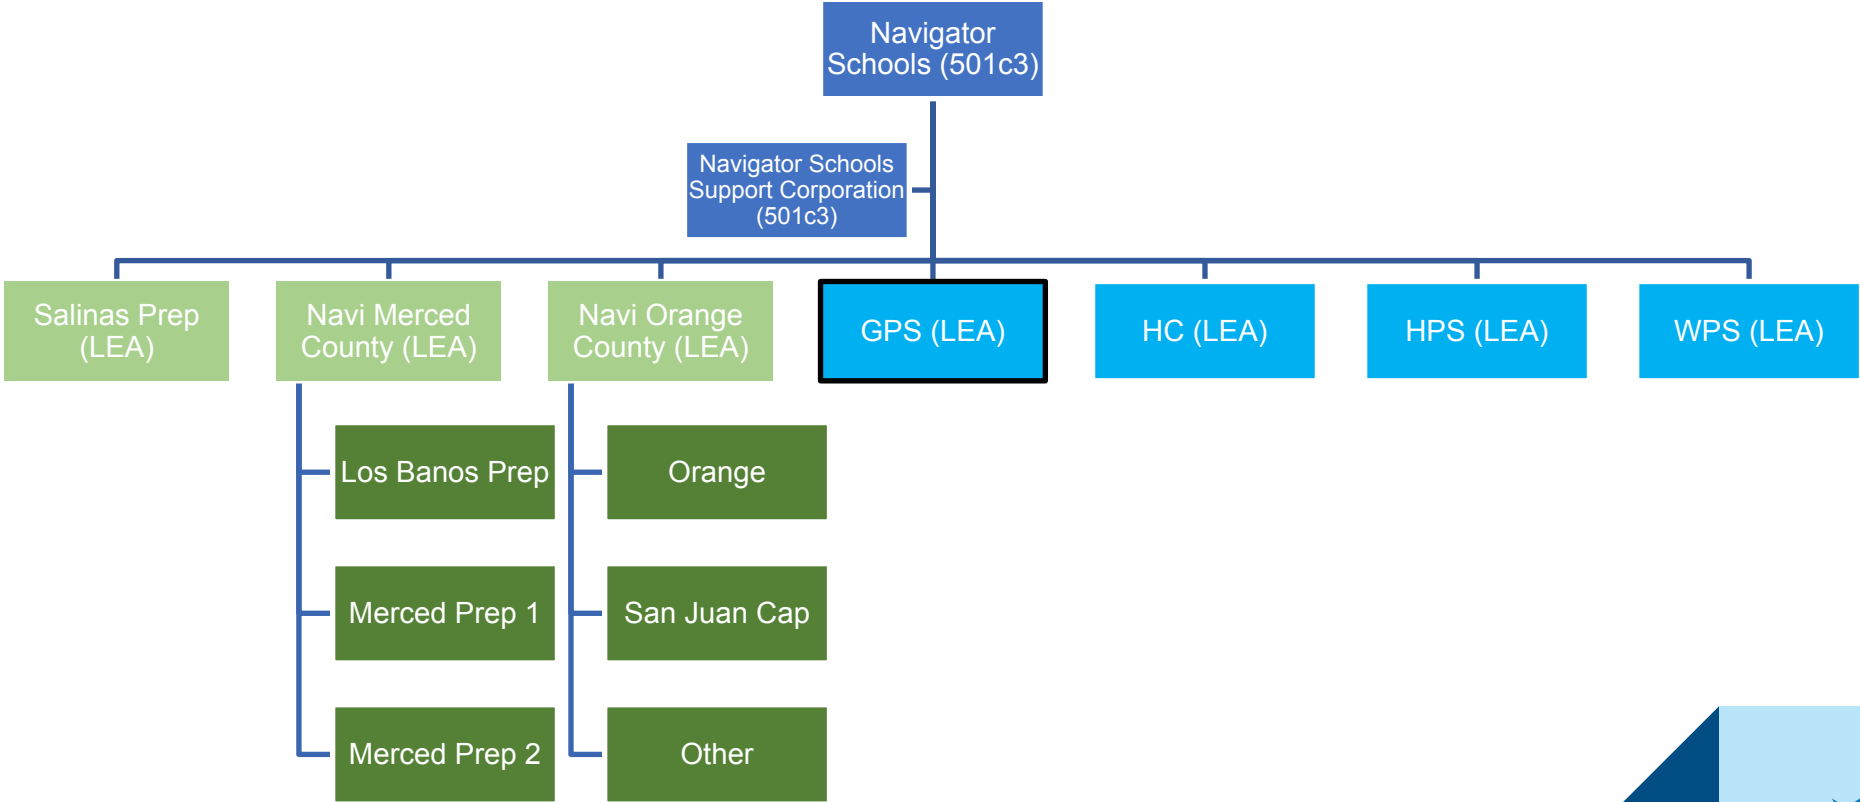 Navigator
Schools (501c3)
Navigator Schools
Support Corporation
(501c3)
Salinas Prep
(LEA)
Navi Merced
County (LEA)
Navi Orange
County (LEA)
GPS (LEA)
HC (LEA)
HPS (LEA)
WPS (LEA)
Los Banos Prep
Orange
Merced Prep 1
San Juan Cap
Merced Prep 2
Other